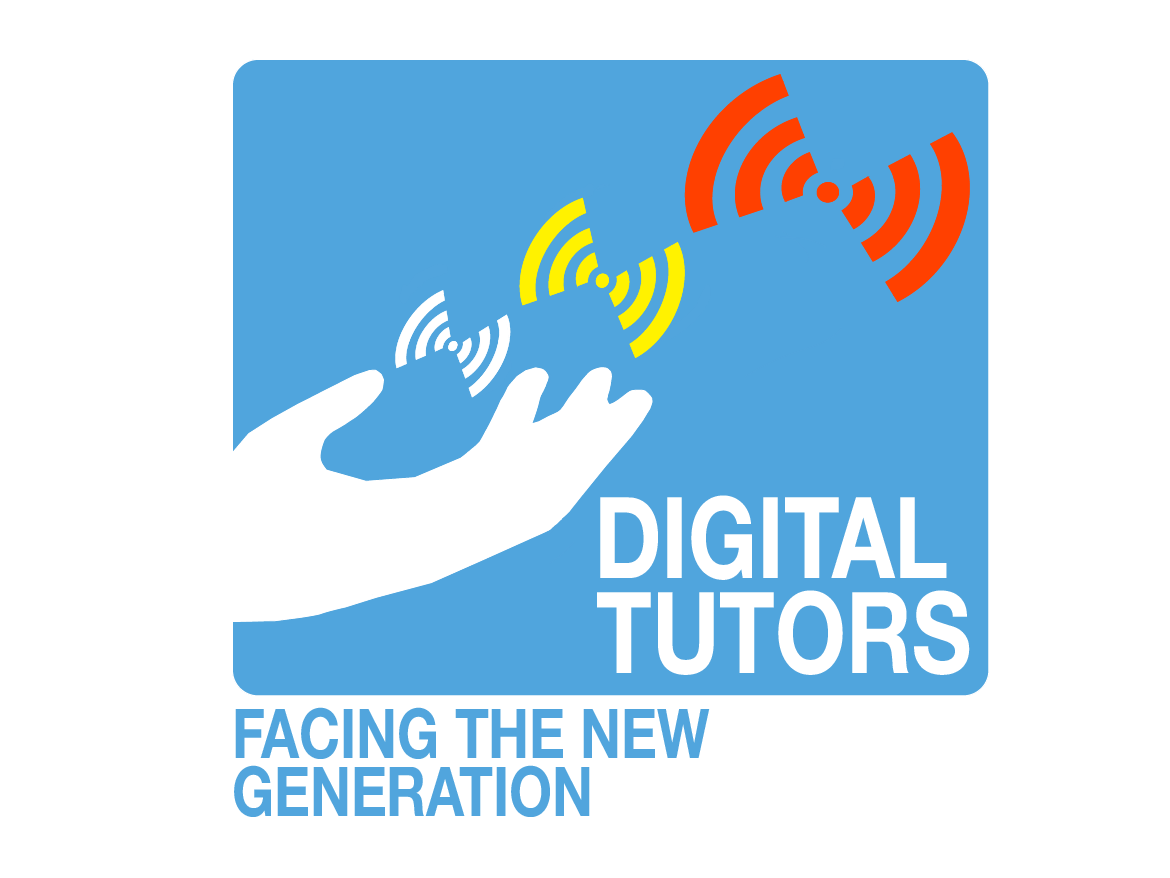 DIGITAL
TUTORS
FACING THE NEW
GENERATION